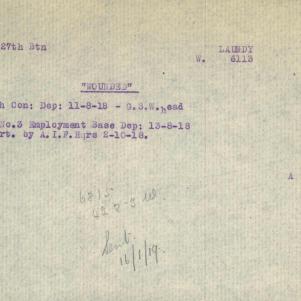 27th Btn LAUNDY
W. 6113
"WOUNDED"
h Con: Dep: 11-8-18 - G.S.W. head
No.3 Employment Base Dep: 13-8-18
rt. by A.I.F. Hqrs 2-10-18.
A
Sent
16/1/19.